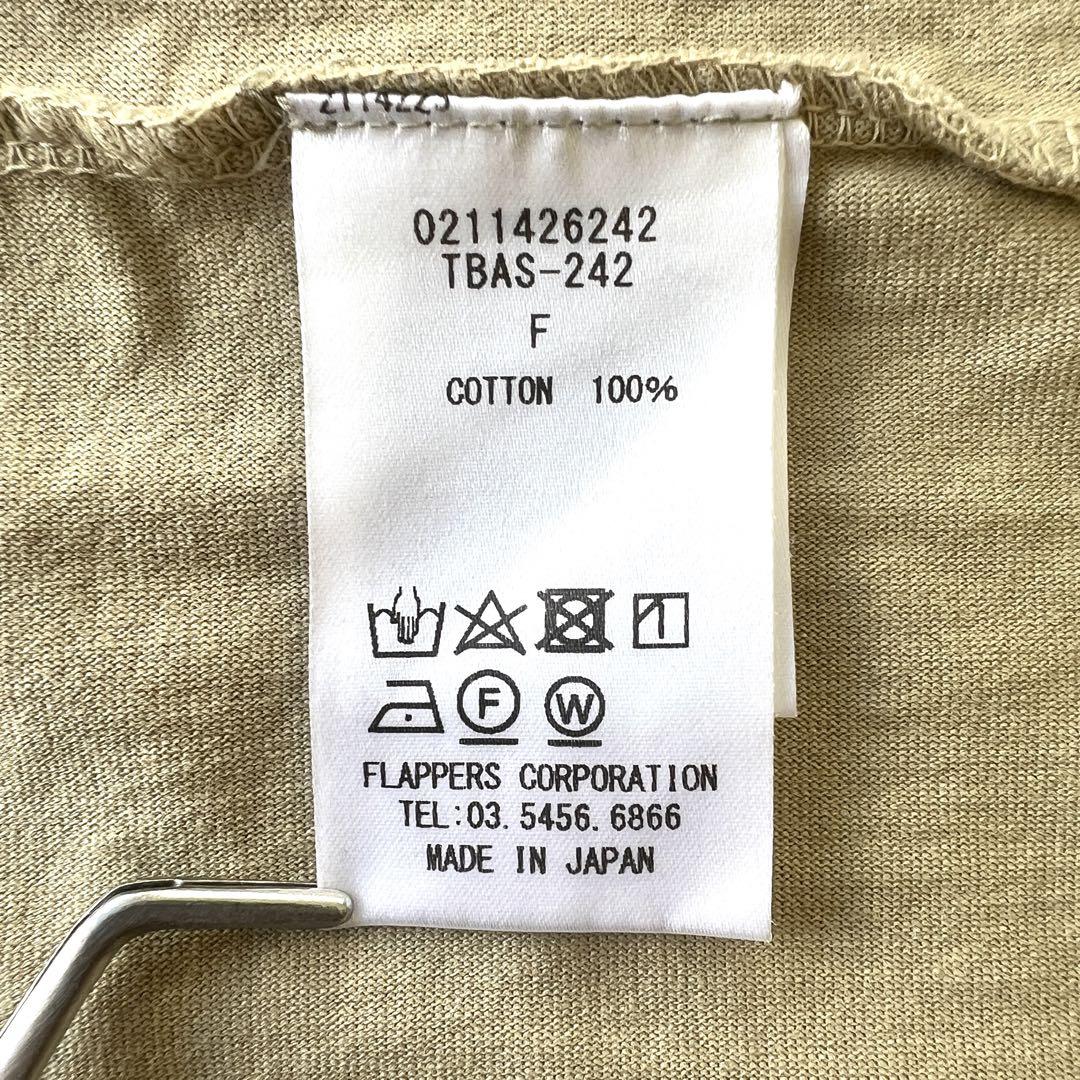 0211426242
TBAS-242
F
COTTON 100%
F W
FLAPPERS CORPORATION
TEL:03.5456.6866
MADE IN JAPAN